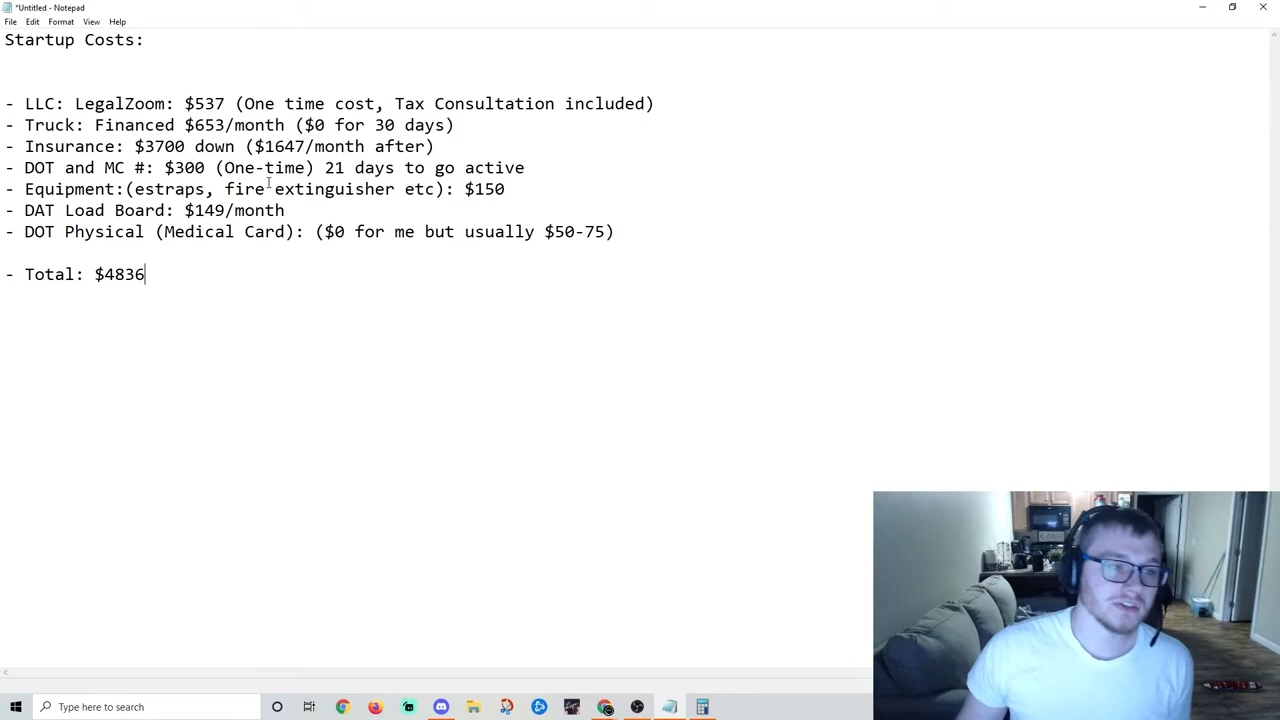 *Untitled - Notepad
File Edit Format View Help
Startup Costs:
- LLC: LegalZoom: $537 (One time cost, Tax Consultation included)
- Truck: Financed $653/month ($0 for 30 days)
- Insurance: $3700 down ($1647/month after)
- DOT and MC #: $300 (One-time) 21 days to go active
- Equipment:(estraps, fire extinguisher etc): $150
- DAT Load Board: $149/month
- DOT Physical (Medical Card): ($0 for me but usually $50-75)
- Total: $4836
Type here to search